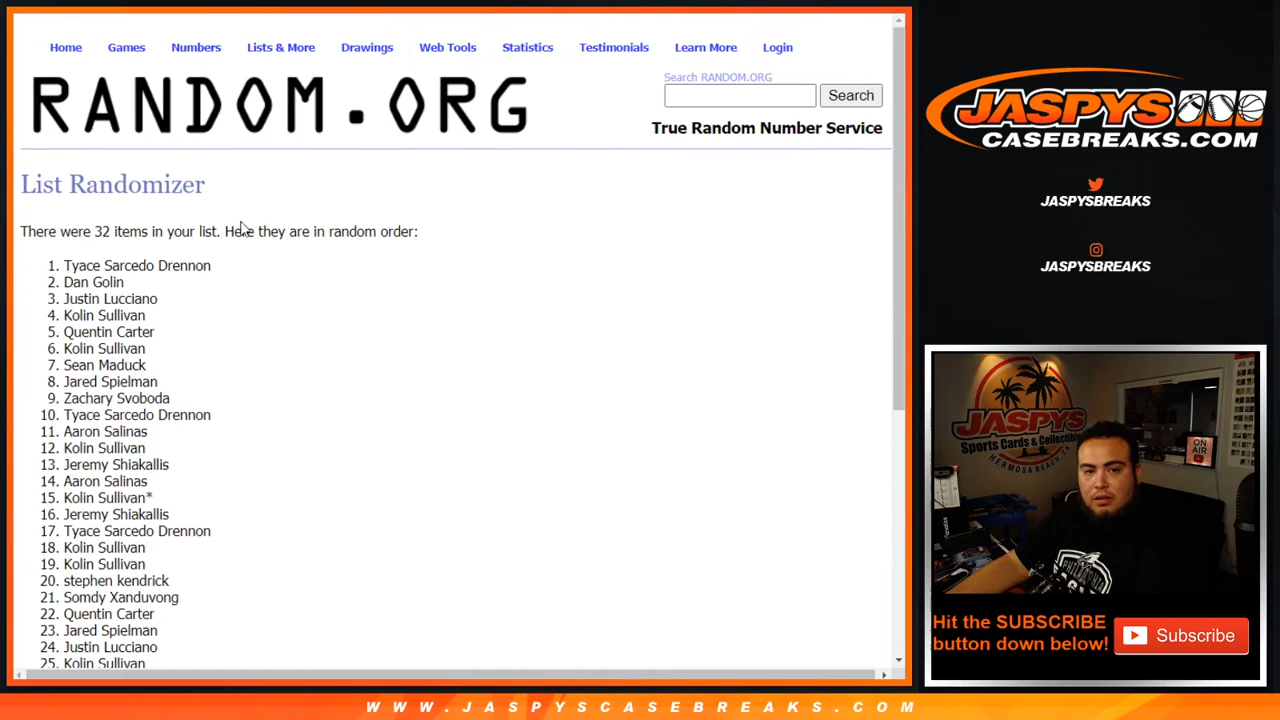 Home Games Numbers Lists & More Drawings Web Tools Statistics Testimonials Learn More Login
RANDOM.ORG
Search RANDOM.ORG
Search
True Random Number Service
List Randomizer
There were 32 items in your list. Here they are in random order:
1. Tyace Sarcedo Drennon
2. Dan Golin
3. Justin Lucciano
4. Kolin Sullivan
5. Quentin Carter
6. Kolin Sullivan
7. Sean Maduck
8. Jared Spielman
9. Zachary Svoboda
10. Tyace Sarcedo Drennon
11. Aaron Salinas
12. Kolin Sullivan
13. Jeremy Shiakallis
14. Aaron Salinas
15. Kolin Sullivan*
16. Jeremy Shiakallis
17. Tyace Sarcedo Drennon
18. Kolin Sullivan
19. Kolin Sullivan
20. stephen kendrick
21. Somdy Xanduvong
22. Quentin Carter
23. Jared Spielman
24. Justin Lucciano
25. Kolin Sullivan
JASPYS
CASEBREAKS.COM
JASPYSBREAKS
JASPYSBREAKS
JASPYS
Sports Cards & Collectibles
HERMOSA BEACH, CA
ON AIR
Hit the SUBSCRIBE
button down below!
Subscribe
WWW.JASPYSCASEBREAKS.COM